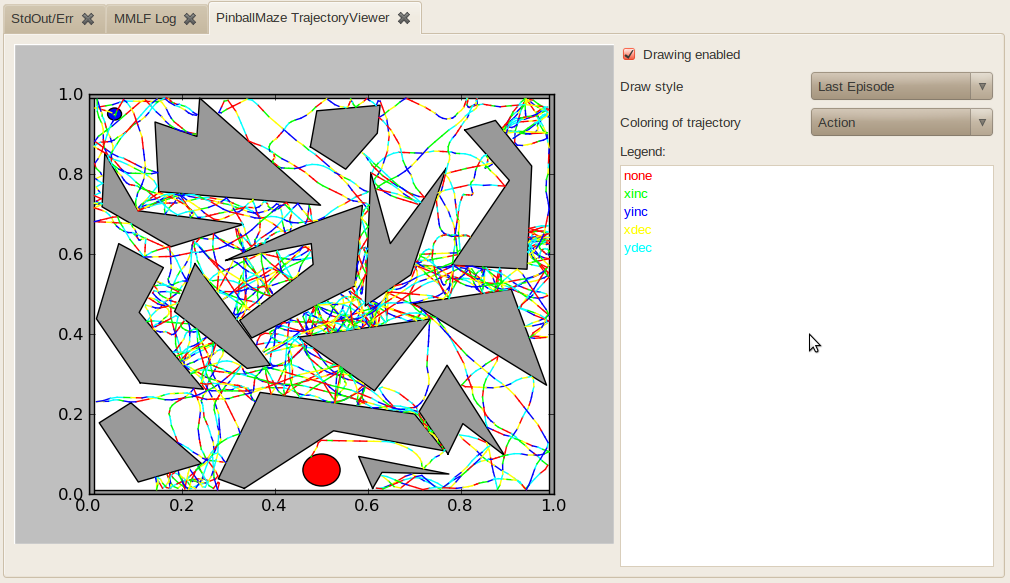 StdOut/Err MMLF Log PinballMaze TrajectoryViewer
Drawing enabled
Draw style Last Episode
Coloring of trajectory Action
Legend:
none
xinc
yinc
xdec
ydec
1.0
0.8
0.6
0.4
0.2
0.0
0.0 0.2 0.4 0.6 0.8 1.0